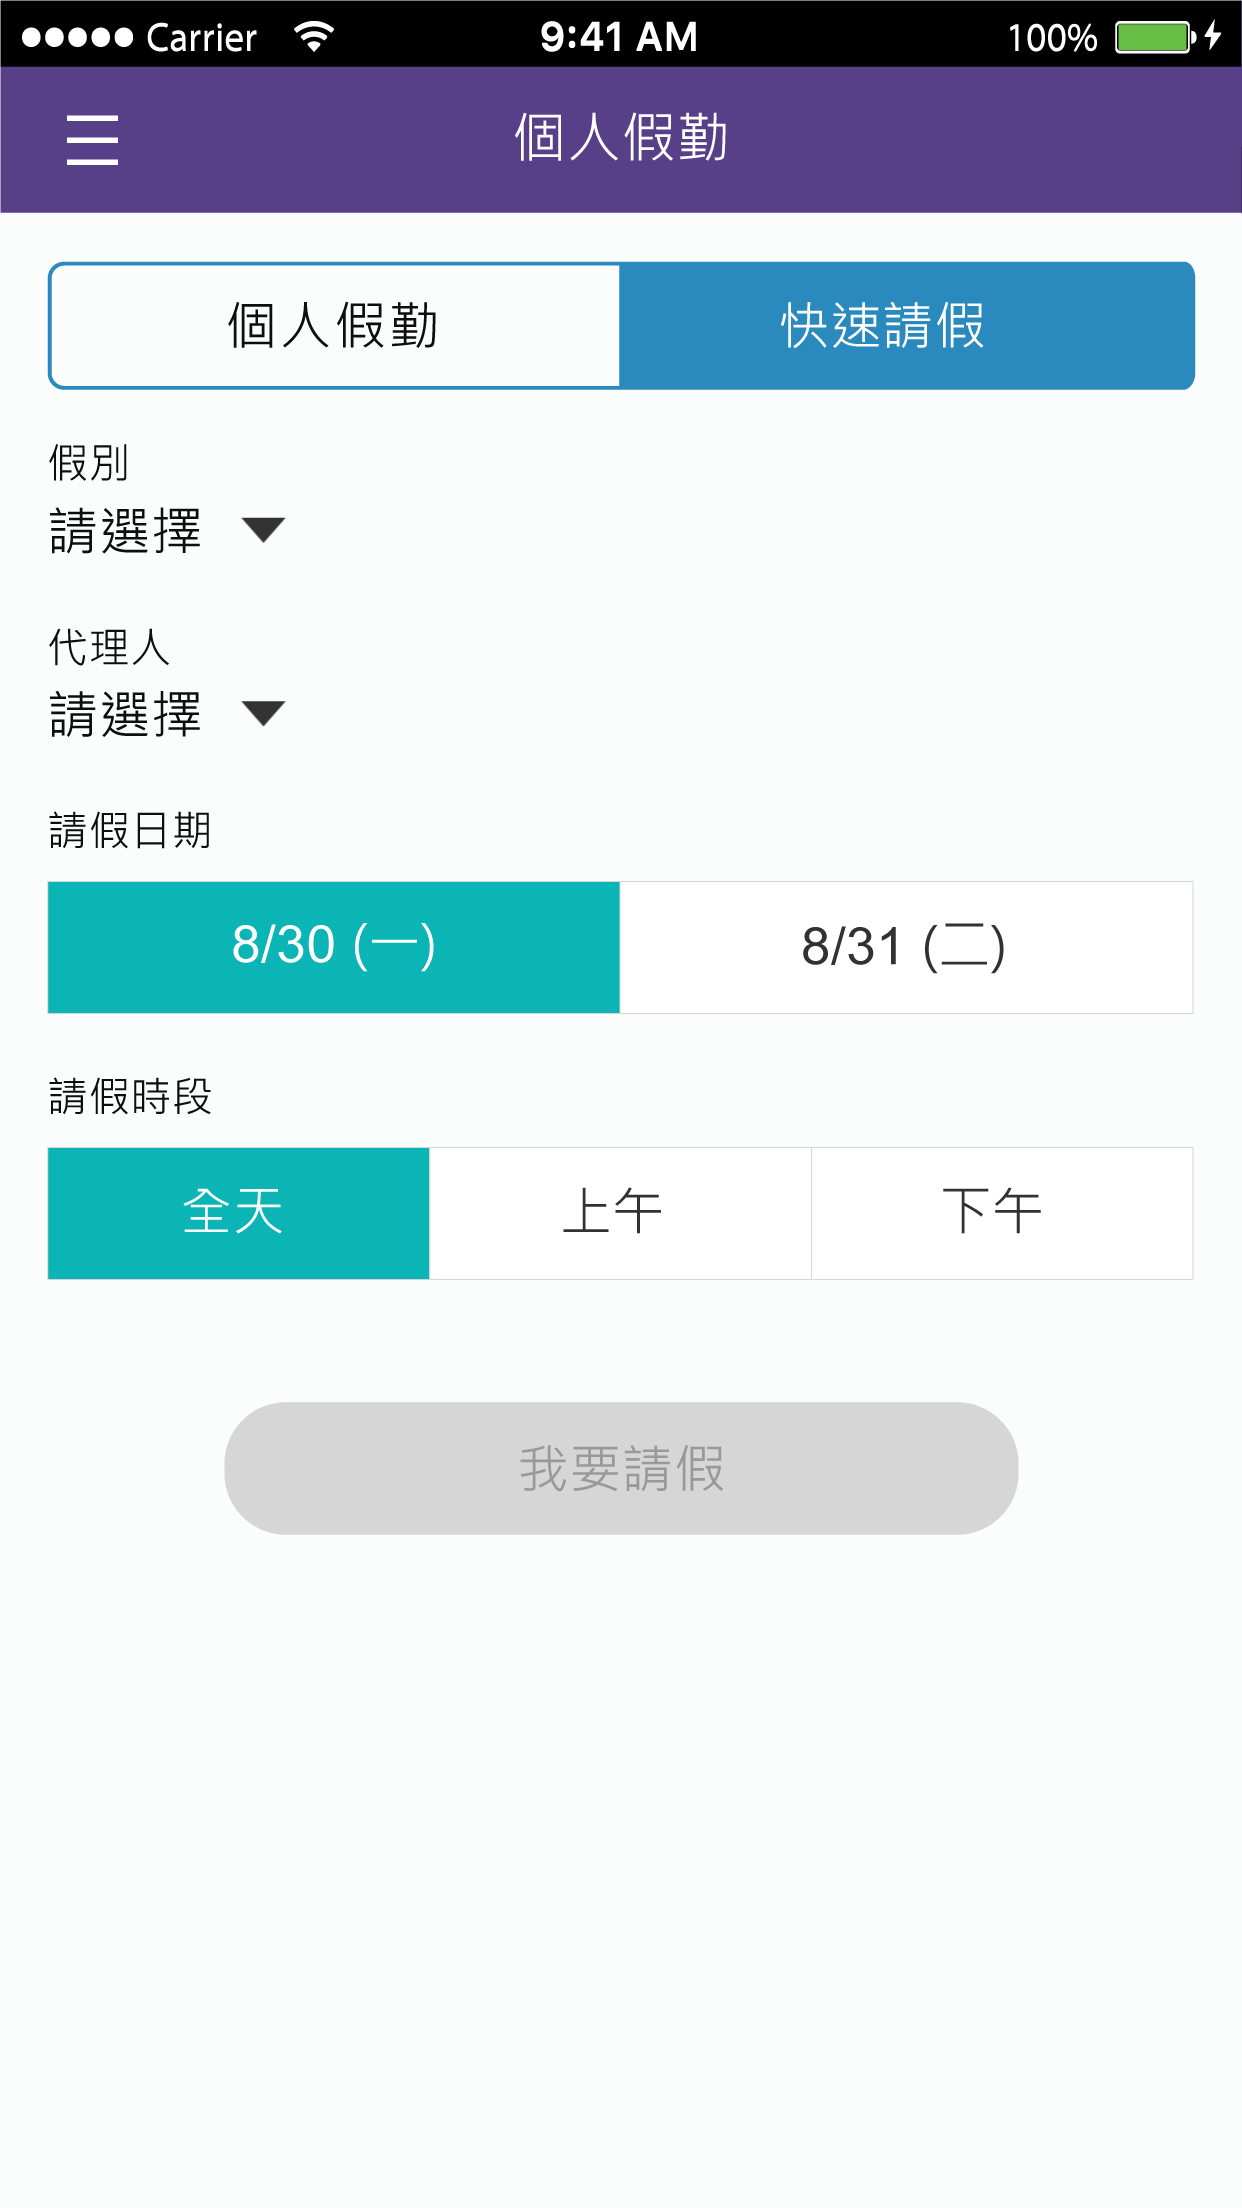 Carrier 9:41 AM 100%
個人假勤
個人假勤 快速請假
假別
請選擇
代理人
請選擇
請假日期
8/30 (一) 8/31 (二)
請假時段
全天 上午 下午
我要請假